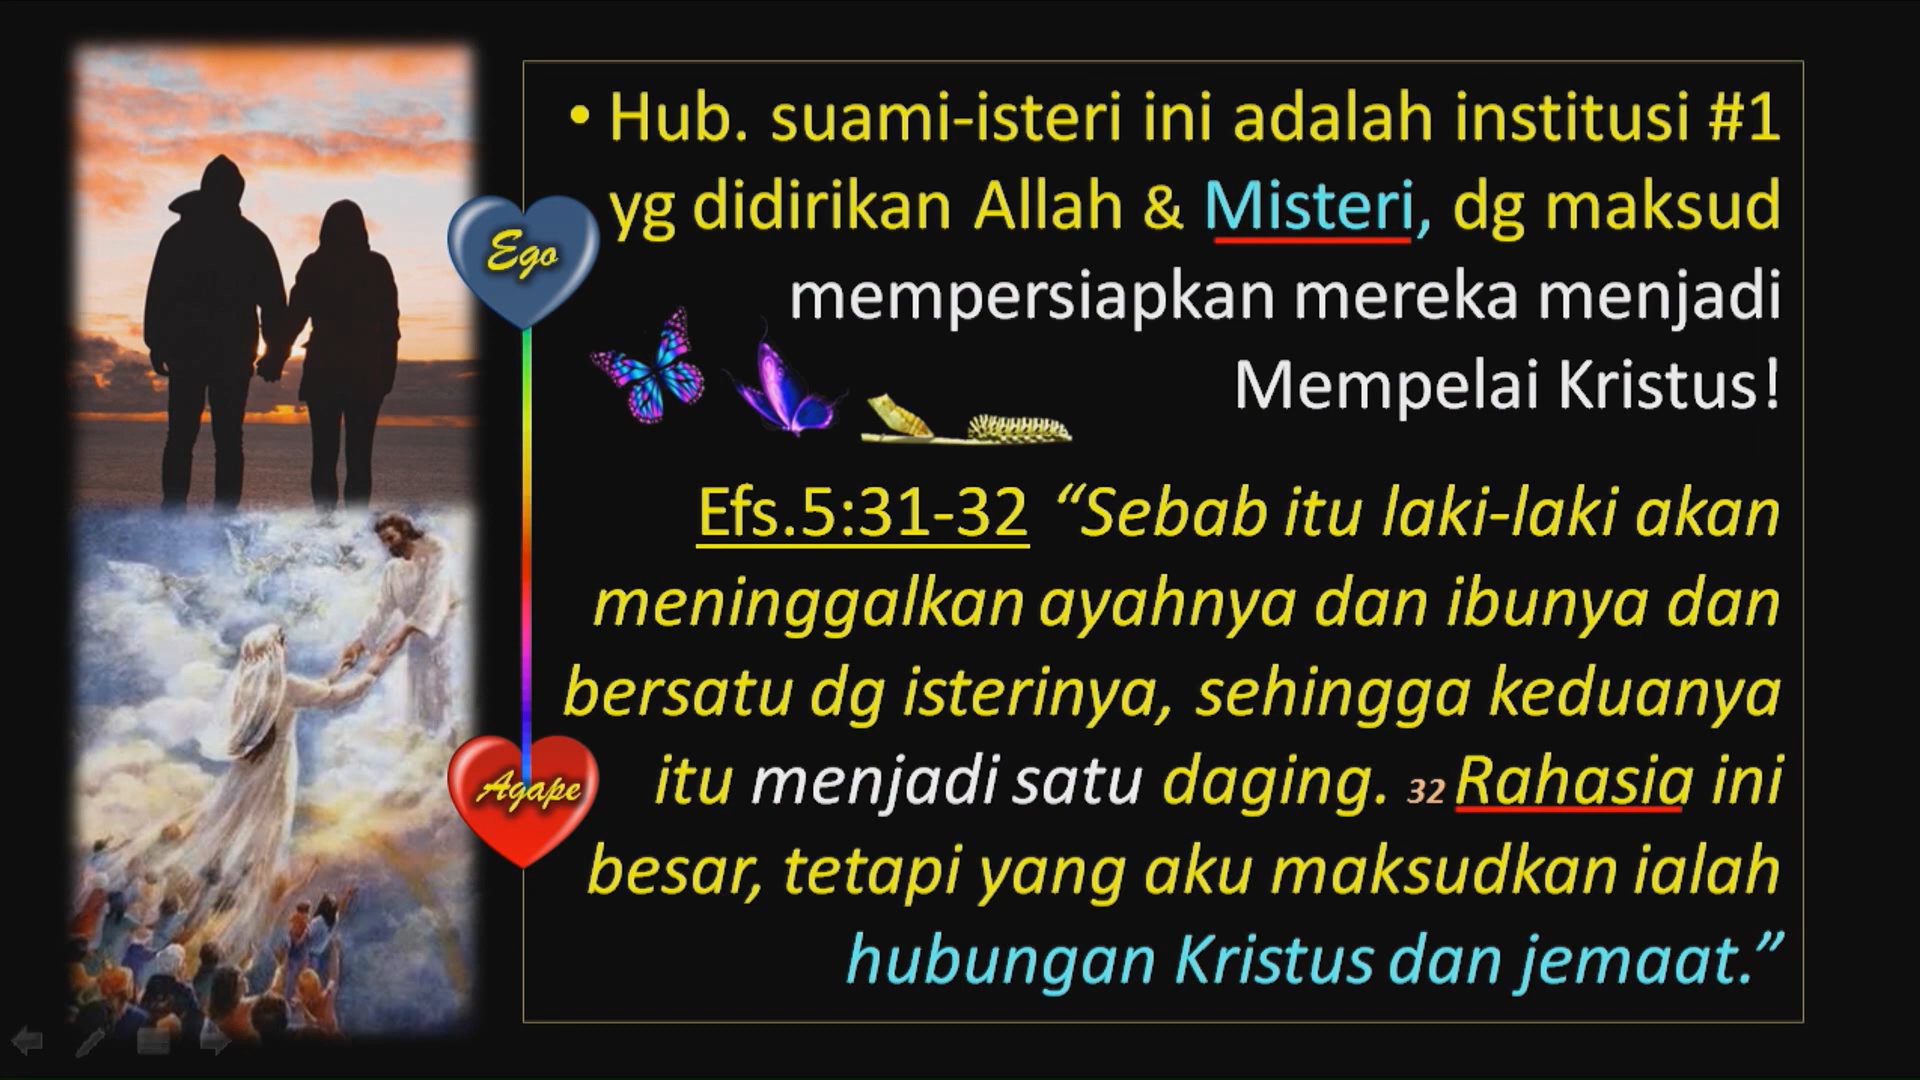 • Hub. suami-isteri ini adalah institusi #1
yg didirikan Allah & Misteri, dg maksud
mempersiapkan mereka menjadi
Mempelai Kristus!
Ego
Efs.5:31-32 “Sebab itu laki-laki akan
meninggalkan ayahnya dan ibunya dan
bersatu dg isterinya, sehingga keduanya
itu menjadi satu daging. 32 Rahasia ini
besar, tetapi yang aku maksudkan ialah
hubungan Kristus dan jemaat.”
Agape